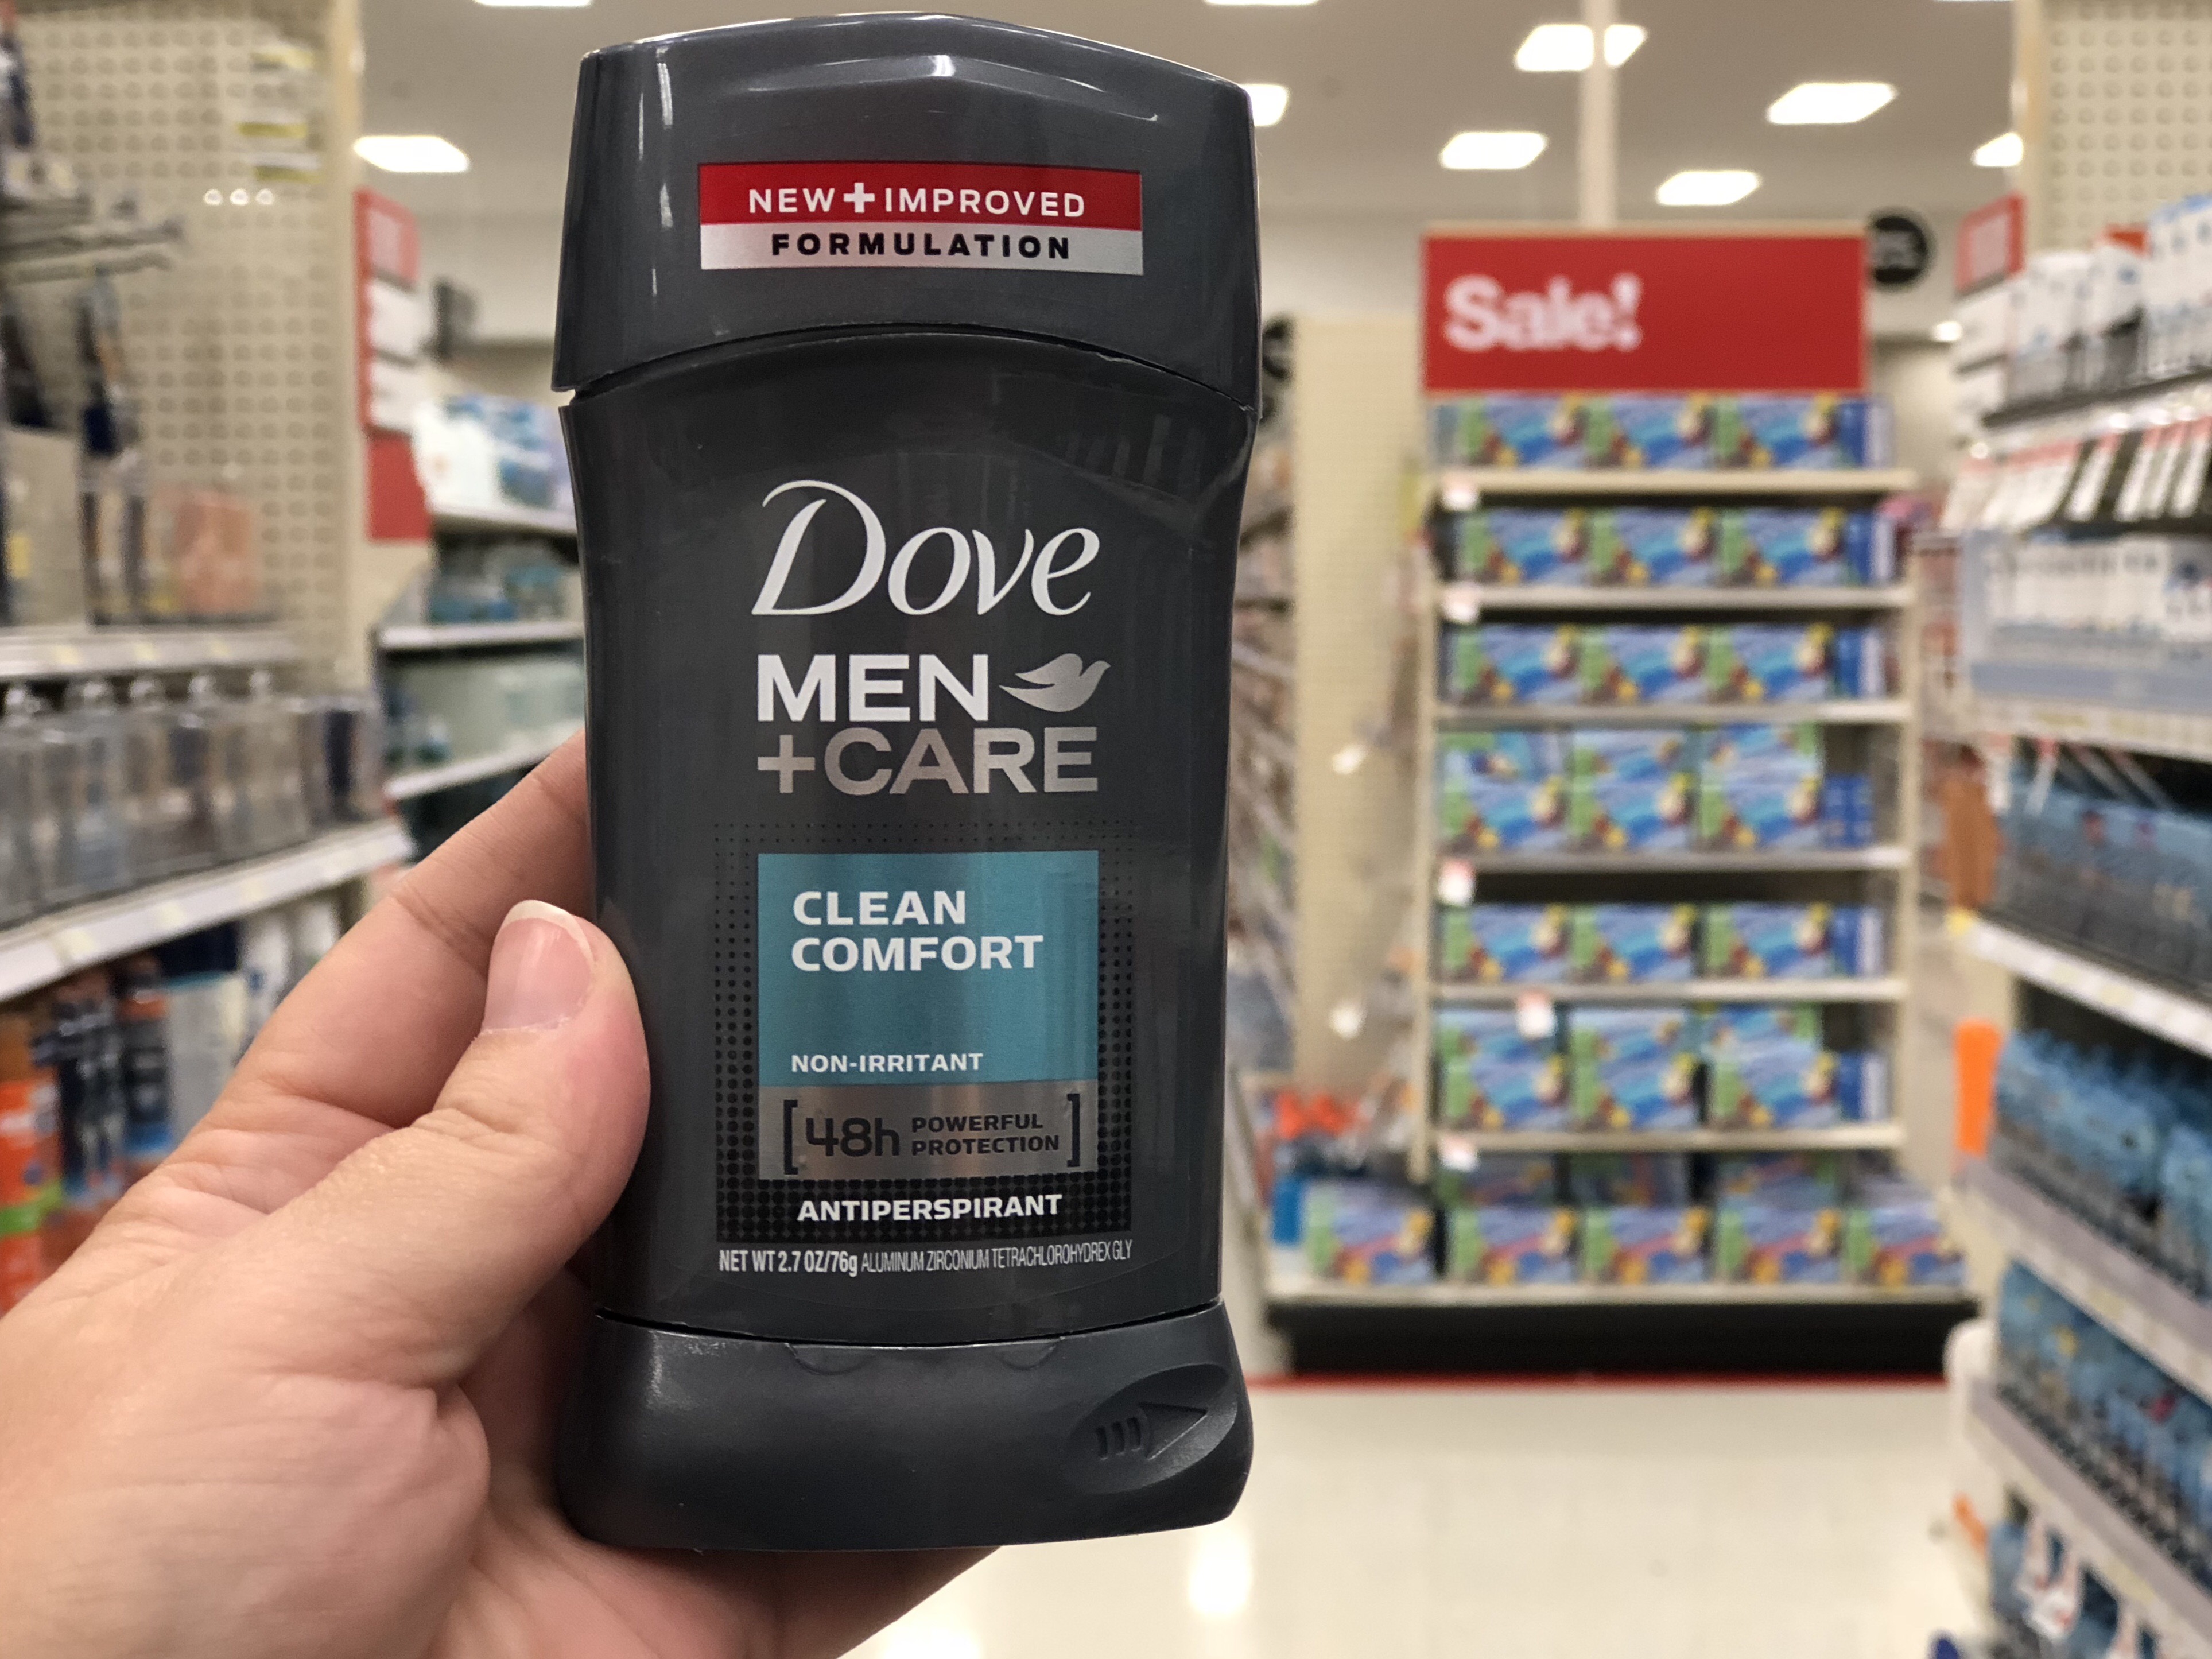 NEW+IMPROVED
FORMULATION
Dove
MEN
+CARE
CLEAN
COMFORT
NON-IRRITANT
[48h POWERFUL
PROTECTION]
ANTIPERSPIRANT
NET WT 2.7 OZ/76g ALUMINUM ZIRCONIUM TETRACHLOROHYDREX GLY
Sale!